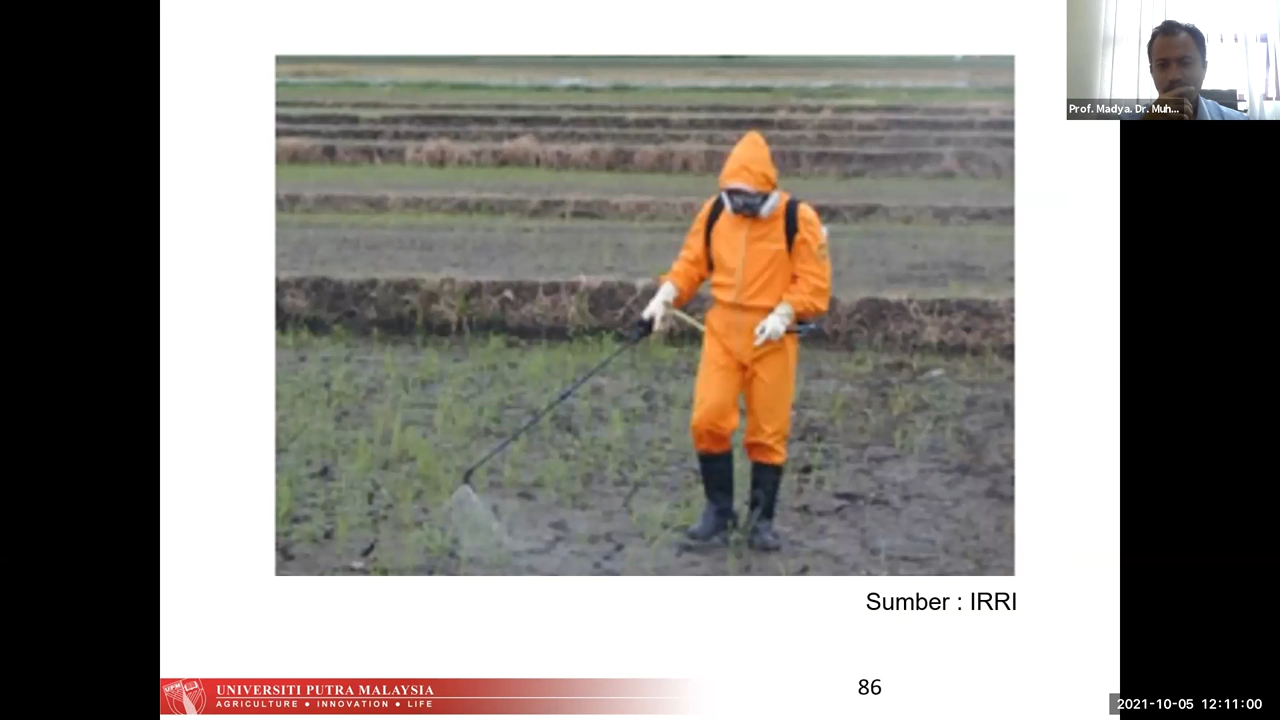 Prof. Madya. Dr. Muh...
Sumber : IRRI
UPM
UNIVERSITI PUTRA MALAYSIA
AGRICULTURE • INNOVATION • LIFE
86
2021-10-05 12:11:00